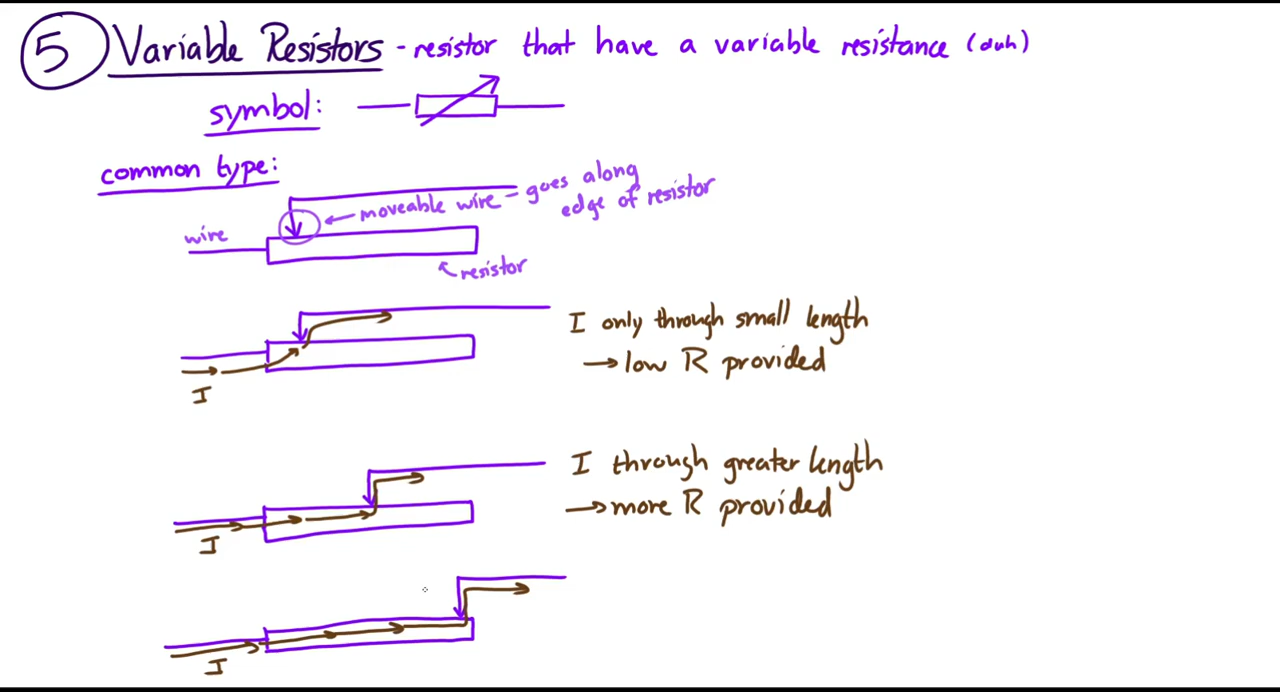 5 Variable Resistors - resistor that have a variable resistance (duh)
symbol:
common type:
moveable wire - goes along
edge of resistor
wire
resistor
I only through small length
→ low R provided
I
I through greater length
→ more R provided
I
I